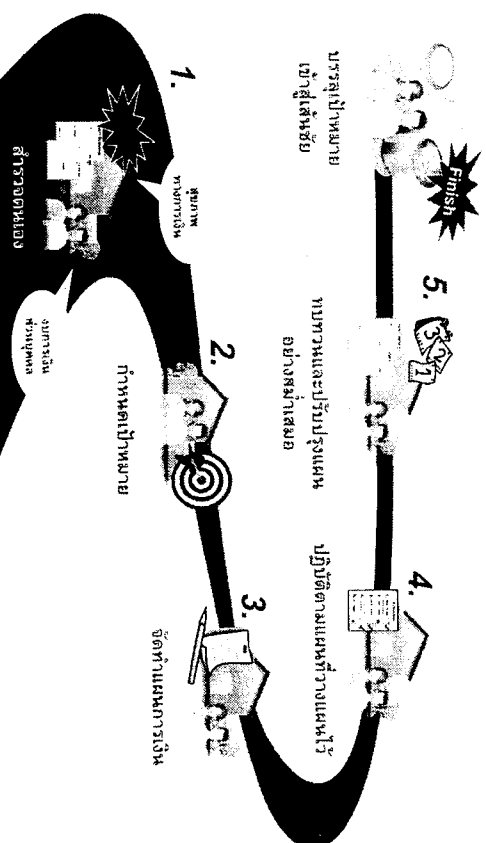 1.
สุขภาพ
ทางการเงิน
สำรวจตนเอง
งบการเงิน
ส่วนบุคคล
2.
กำหนดเป้าหมาย
3.
จัดทำแผนการเงิน
4.
ปฏิบัติตามแผนที่วางแผนไว้
5.
3
2
1
ทบทวนและปรับปรุงแผน
อย่างสม่ำเสมอ
Finish
บรรลุเป้าหมาย
เข้าสู่เส้นชัย